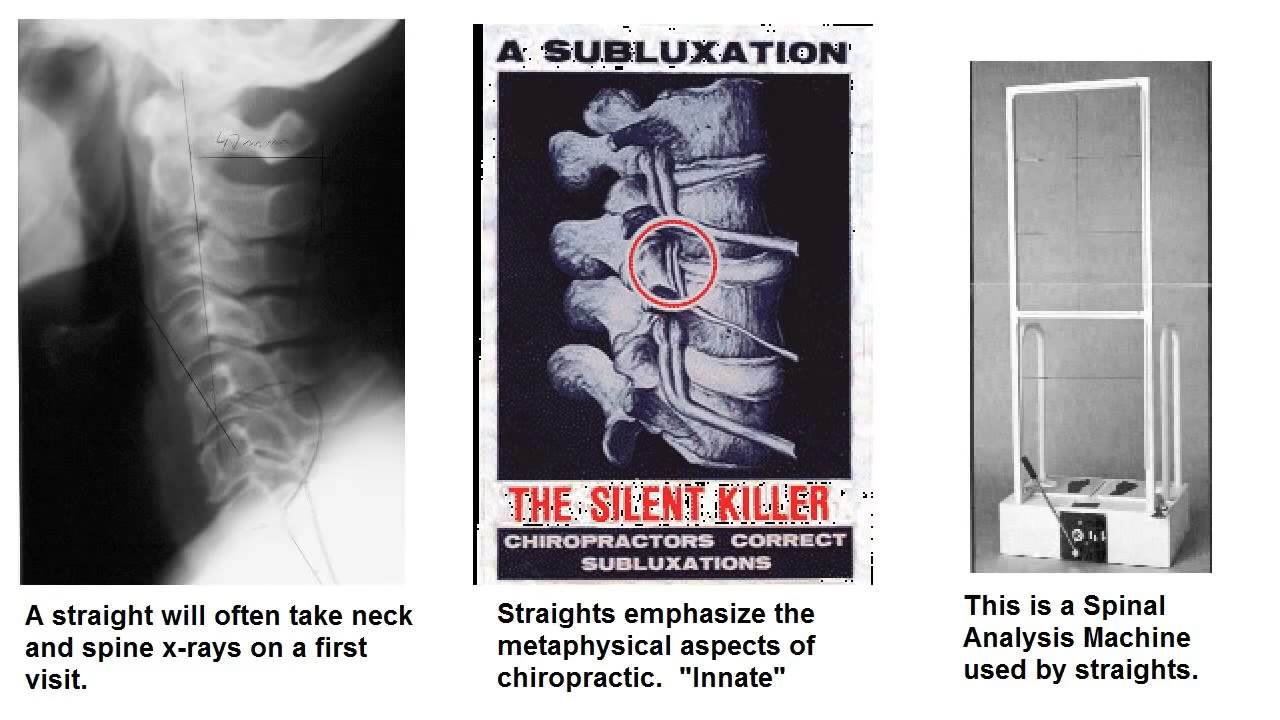 47mm
A SUBLUXATION
THE SILENT KILLER
CHIROPRACTORS CORRECT
SUBLUXATIONS
A straight will often take neck
and spine x-rays on a first
visit.
Straights emphasize the
metaphysical aspects of
chiropractic. "Innate"
This is a Spinal
Analysis Machine
used by straights.